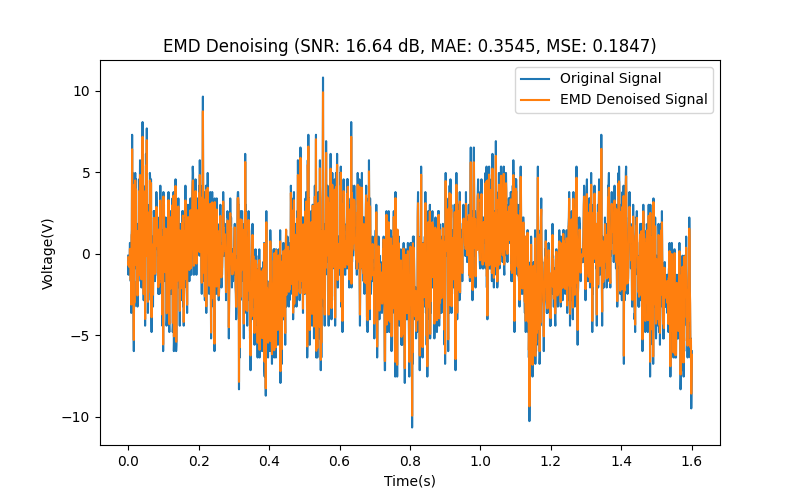 EMD Denoising (SNR: 16.64 dB, MAE: 0.3545, MSE: 0.1847)
Original Signal
EMD Denoised Signal
10
5
0
−5
−10
Voltage(V)
0.0 0.2 0.4 0.6 0.8 1.0 1.2 1.4 1.6
Time(s)